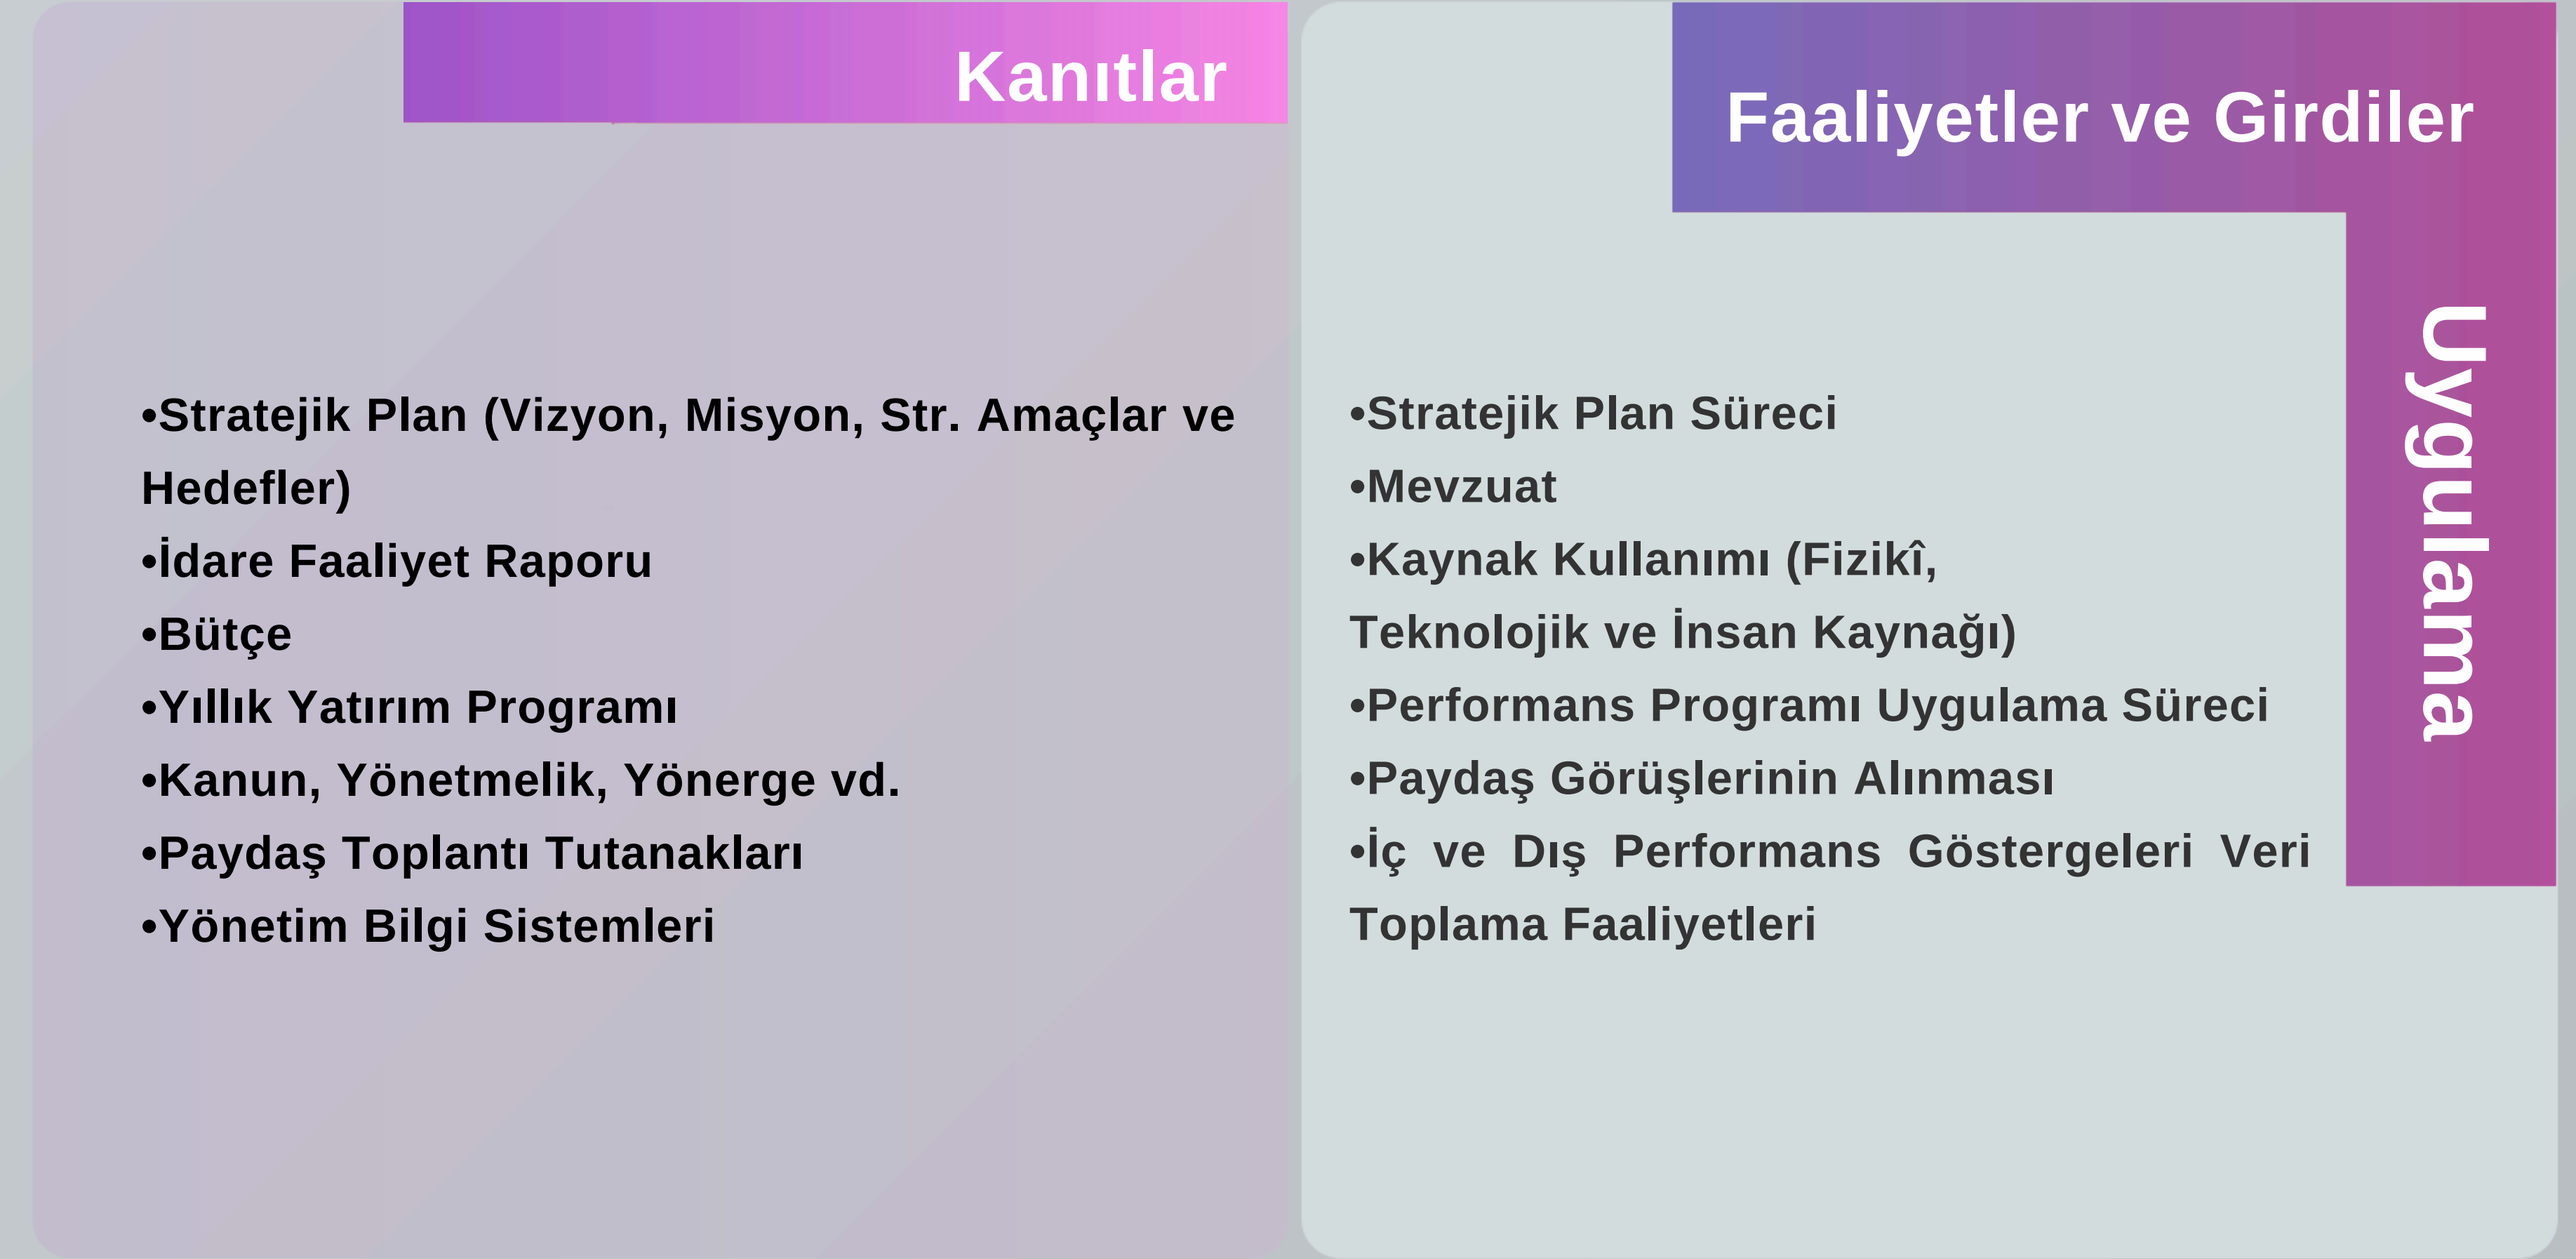 Kanıtlar
•Stratejik Plan (Vizyon, Misyon, Str. Amaçlar ve
Hedefler)
•İdare Faaliyet Raporu
•Bütçe
•Yıllık Yatırım Programı
•Kanun, Yönetmelik, Yönerge vd.
•Paydaş Toplantı Tutanakları
•Yönetim Bilgi Sistemleri
Faaliyetler ve Girdiler
Uygulama
•Stratejik Plan Süreci
•Mevzuat
•Kaynak Kullanımı (Fizikî,
Teknolojik ve İnsan Kaynağı)
•Performans Programı Uygulama Süreci
•Paydaş Görüşlerinin Alınması
•İç ve Dış Performans Göstergeleri Veri
Toplama Faaliyetleri